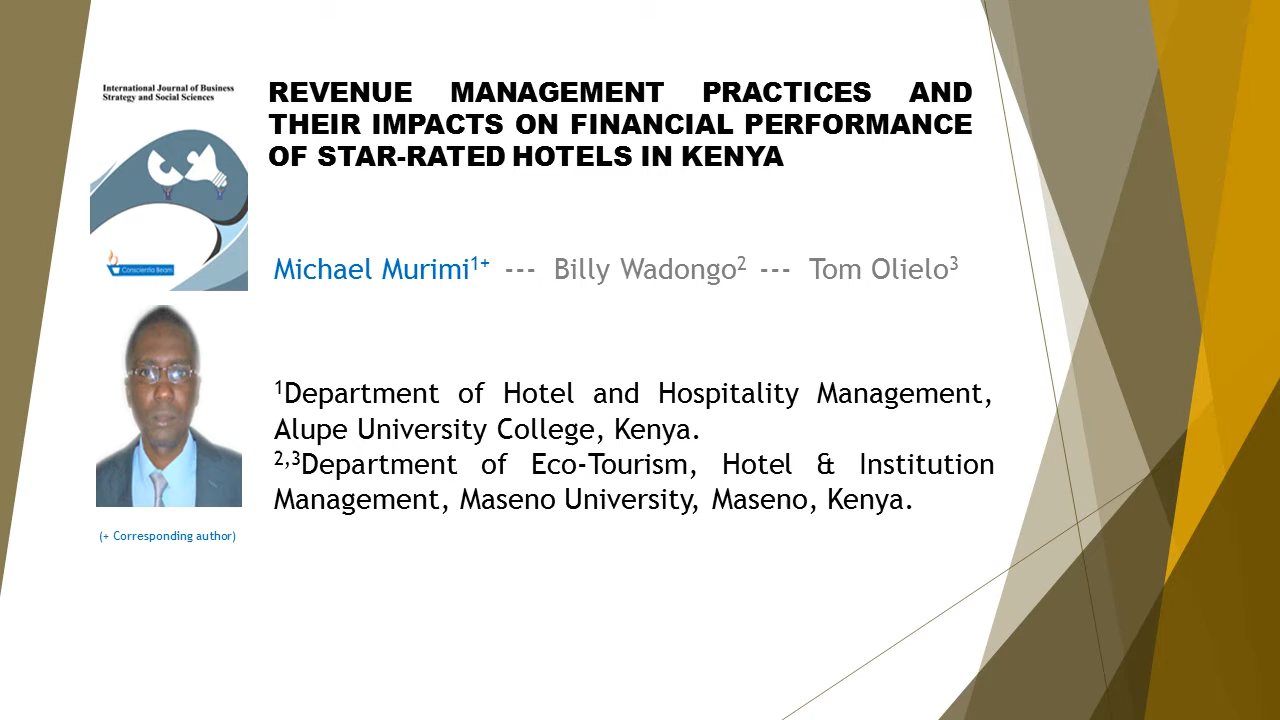 International Journal of Business
Strategy and Social Sciences
REVENUE MANAGEMENT PRACTICES AND
THEIR IMPACTS ON FINANCIAL PERFORMANCE
OF STAR-RATED HOTELS IN KENYA
Conscientia Beam
Michael Murimi1+ --- Billy Wadongo2 --- Tom Olielo3
1Department of Hotel and Hospitality Management,
Alupe University College, Kenya.
2,3Department of Eco-Tourism, Hotel & Institution
Management, Maseno University, Maseno, Kenya.
(+ Corresponding author)